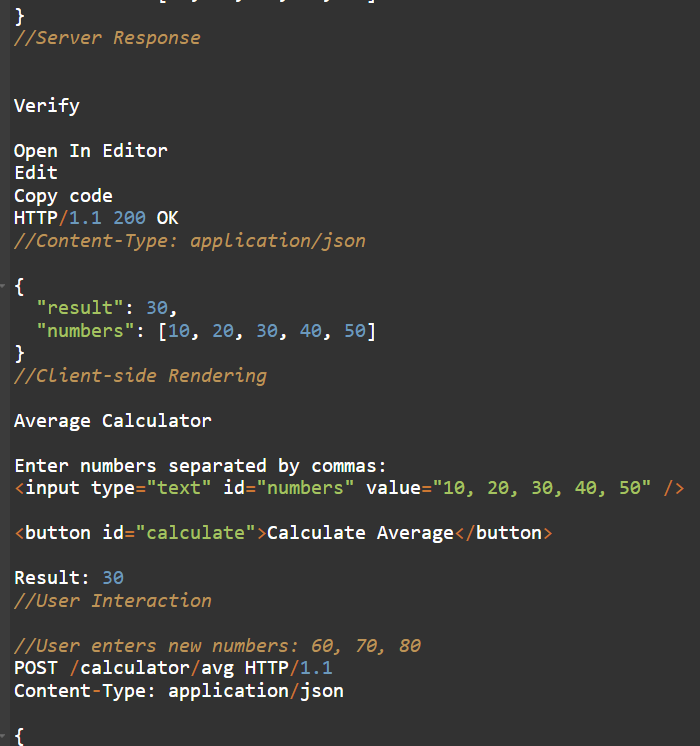 }
//Server Response
Verify
Open In Editor
Edit
Copy code
HTTP/1.1 200 OK
//Content-Type: application/json
{
"result": 30,
"numbers": [10, 20, 30, 40, 50]
}
//Client-side Rendering
Average Calculator
Enter numbers separated by commas:
<input type="text" id="numbers" value="10, 20, 30, 40, 50" />
<button id="calculate">Calculate Average</button>
Result: 30
//User Interaction
//User enters new numbers: 60, 70, 80
POST /calculator/avg HTTP/1.1
Content-Type: application/json
{